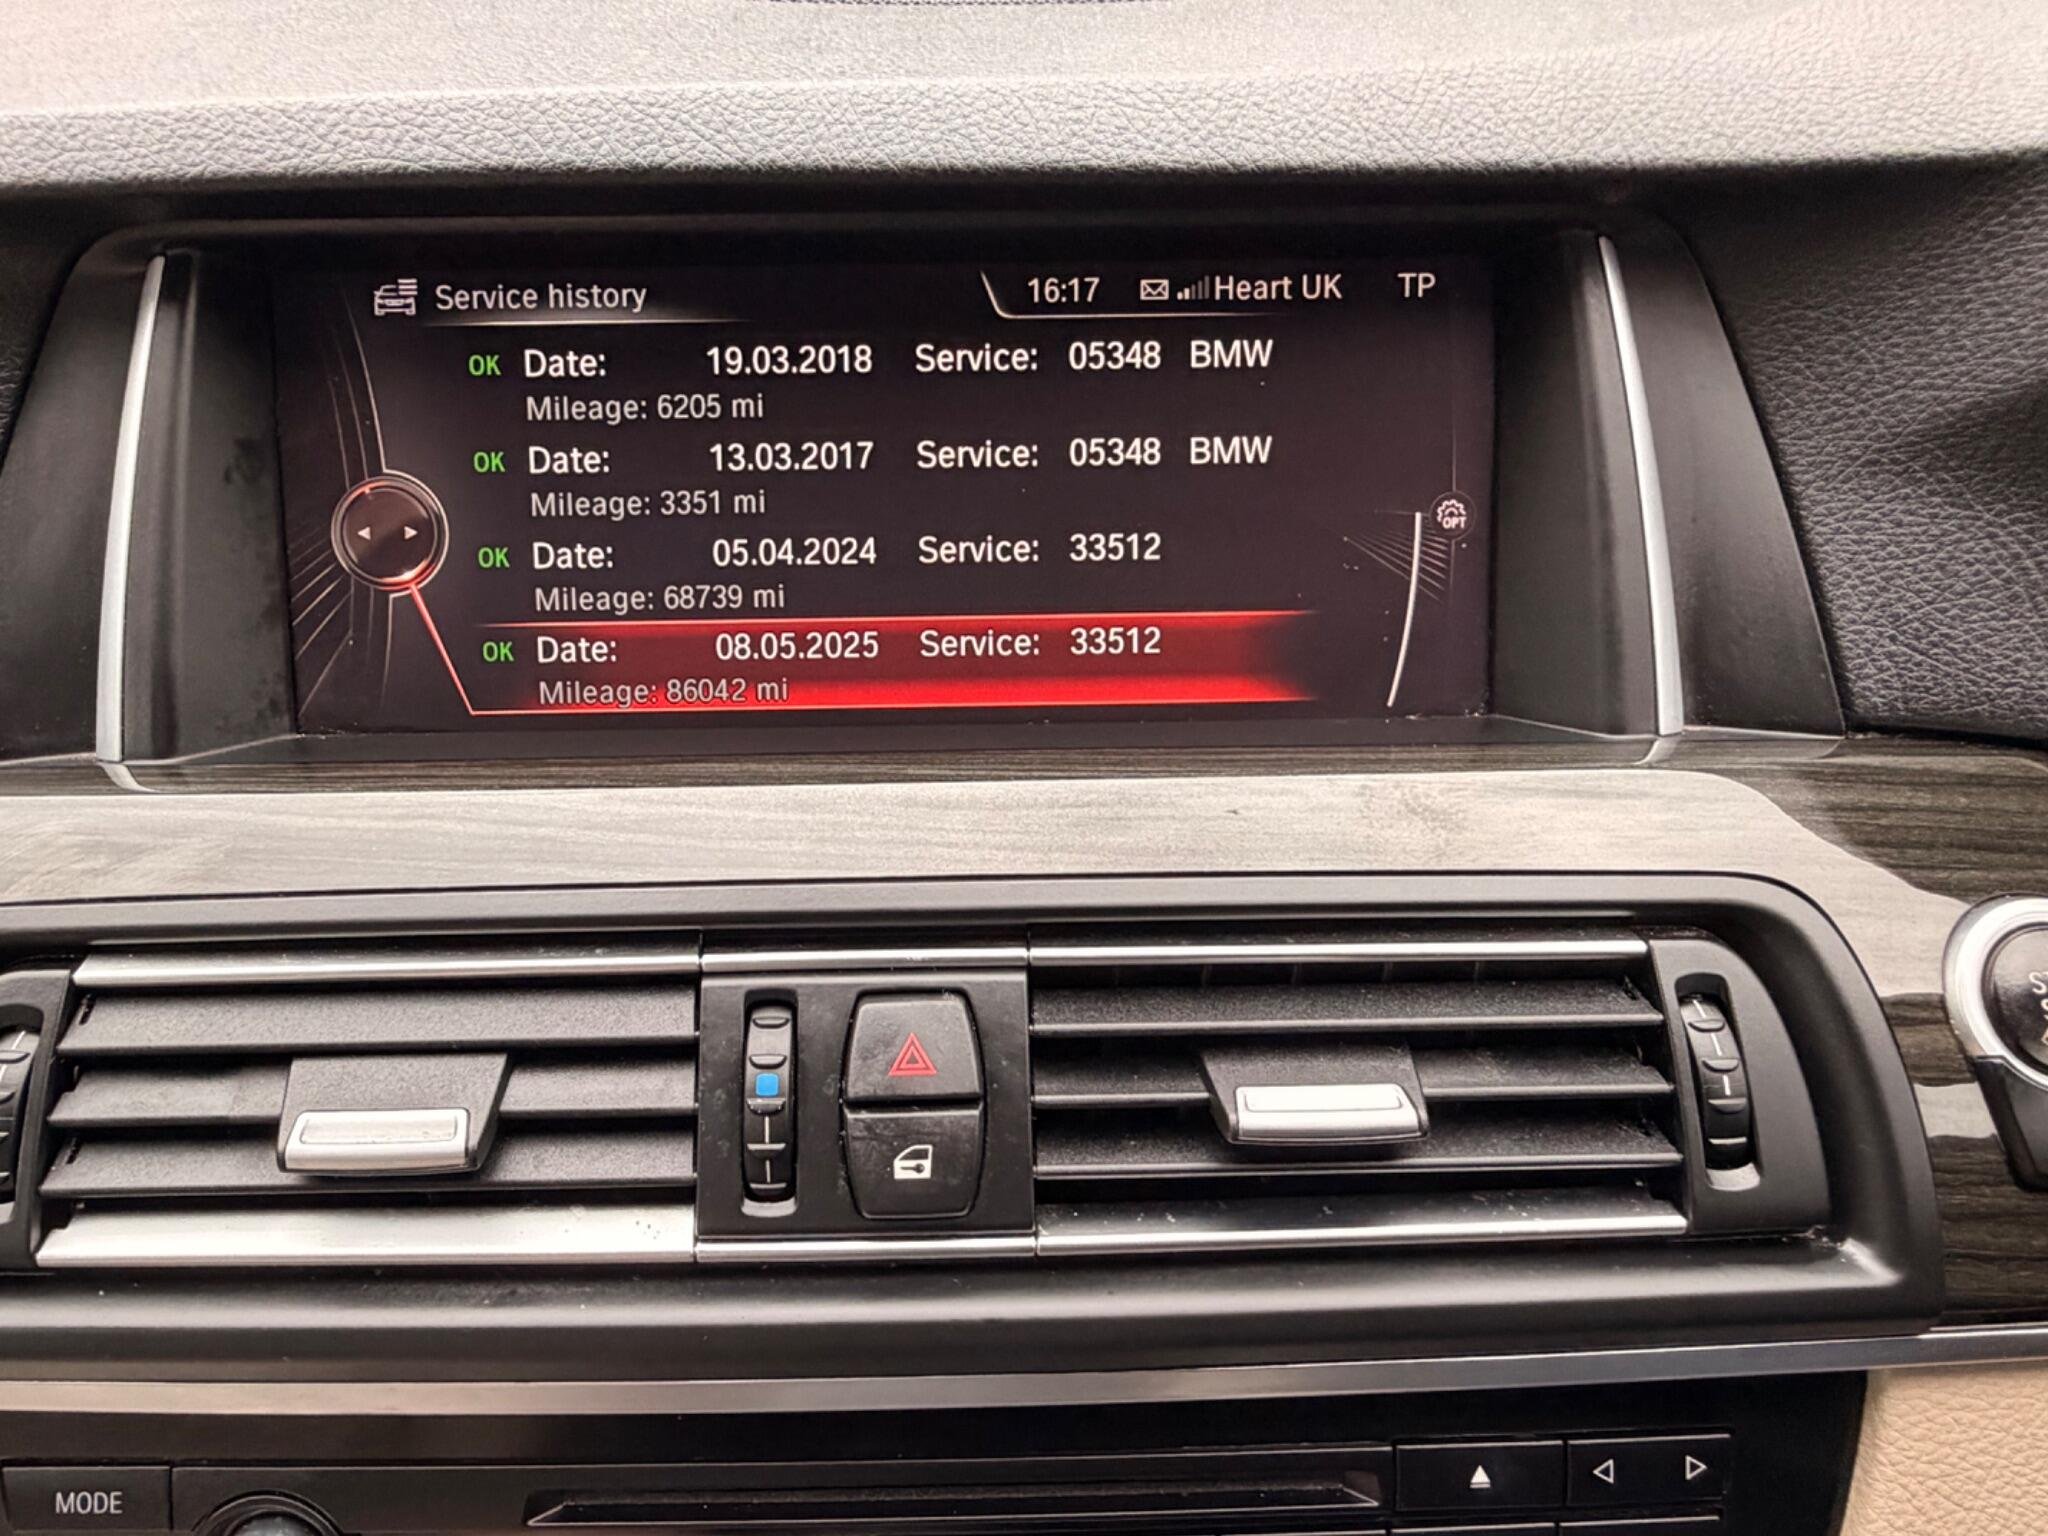 Service history 16:17 Heart UK TP
OK Date: 19.03.2018 Service: 05348 BMW
Mileage: 6205 mi
OK Date: 13.03.2017 Service: 05348 BMW
Mileage: 3351 mi
OPT
OK Date: 05.04.2024 Service: 33512
Mileage: 68739 mi
OK Date: 08.05.2025 Service: 33512
Mileage: 86042 mi
MODE